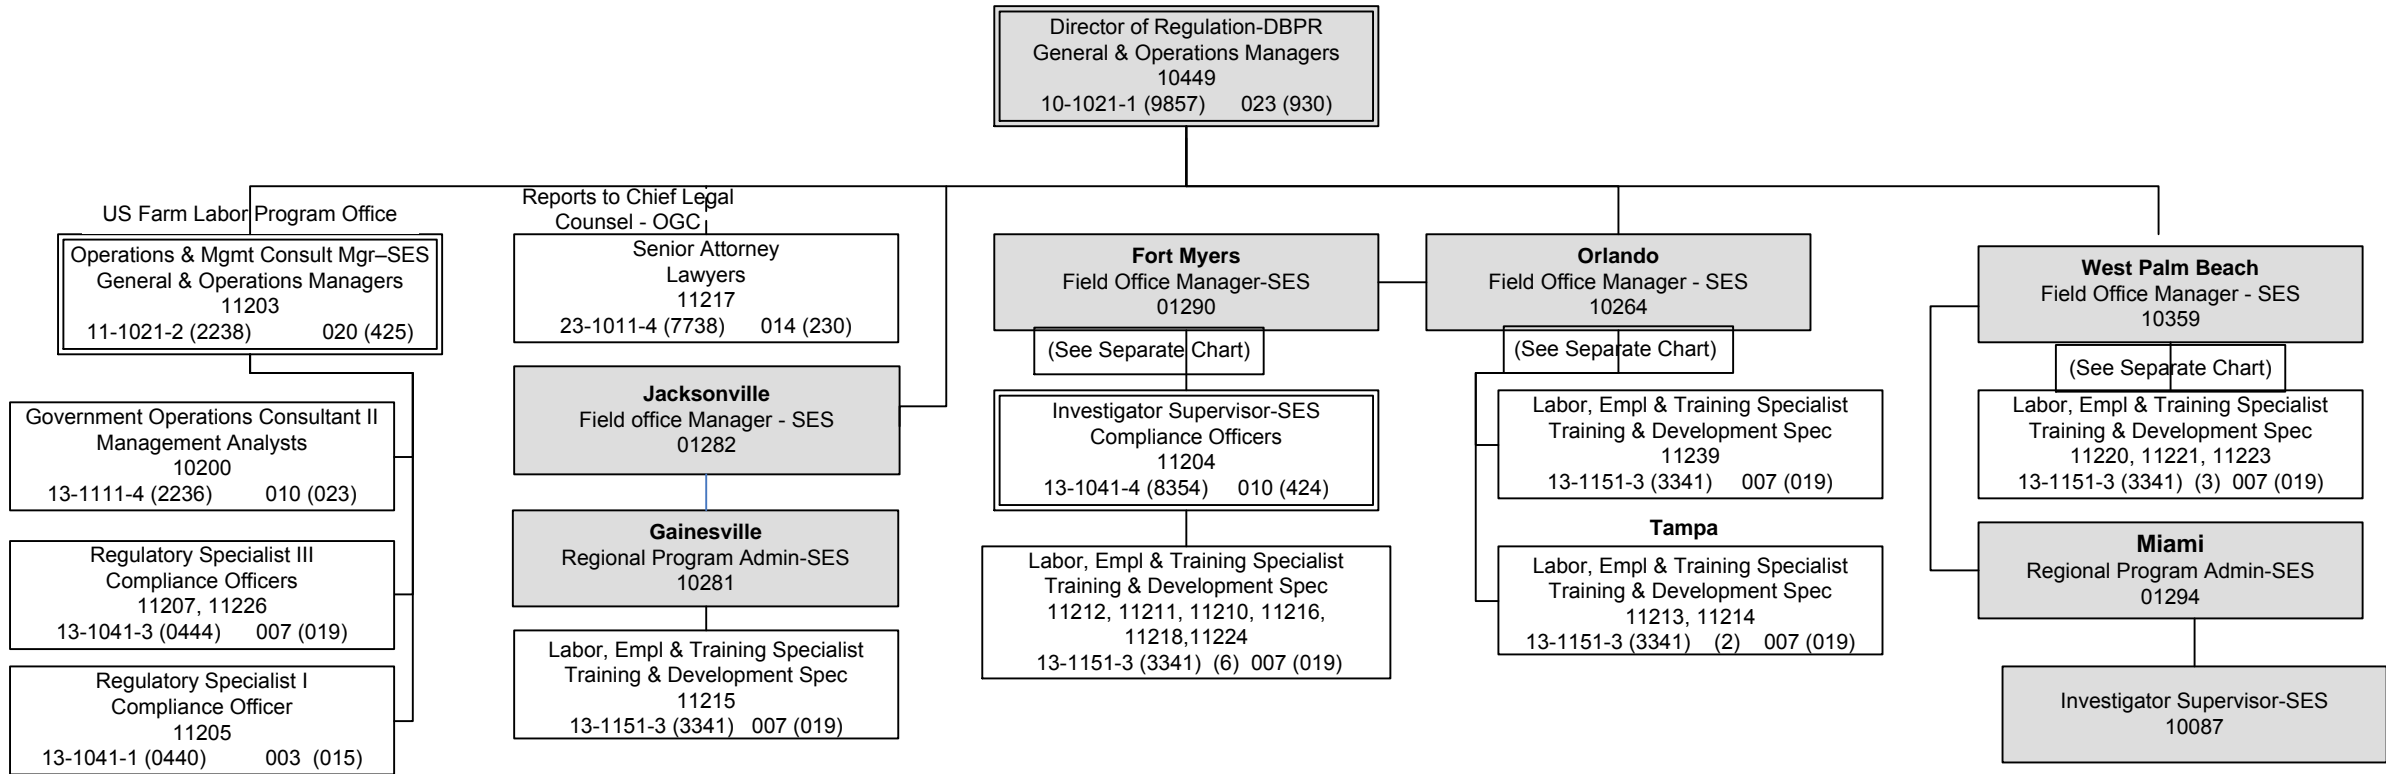 Director of Regulation-DBPR
General & Operations Managers
10449
10-1021-1 (9857) 023 (930)
US Farm Labor Program Office
Operations & Mgmt Consult Mgr–SES
General & Operations Managers
11203
11-1021-2 (2238) 020 (425)
Government Operations Consultant II
Management Analysts
10200
13-1111-4 (2236) 010 (023)
Regulatory Specialist III
Compliance Officers
11207, 11226
13-1041-3 (0444) 007 (019)
Regulatory Specialist I
Compliance Officer
11205
13-1041-1 (0440) 003 (015)
Reports to Chief Legal
Counsel - OGC
Senior Attorney
Lawyers
11217
23-1011-4 (7738) 014 (230)
Jacksonville
Field office Manager - SES
01282
Gainesville
Regional Program Admin-SES
10281
Labor, Empl & Training Specialist
Training & Development Spec
11215
13-1151-3 (3341) 007 (019)
Fort Myers
Field Office Manager-SES
01290
(See Separate Chart)
Investigator Supervisor-SES
Compliance Officers
11204
13-1041-4 (8354) 010 (424)
Labor, Empl & Training Specialist
Training & Development Spec
11212, 11211, 11210, 11216,
11218,11224
13-1151-3 (3341) (6) 007 (019)
Orlando
Field Office Manager - SES
10264
(See Separate Chart)
Labor, Empl & Training Specialist
Training & Development Spec
11239
13-1151-3 (3341) 007 (019)
Tampa
Labor, Empl & Training Specialist
Training & Development Spec
11213, 11214
13-1151-3 (3341) (2) 007 (019)
West Palm Beach
Field Office Manager - SES
10359
(See Separate Chart)
Labor, Empl & Training Specialist
Training & Development Spec
11220, 11221, 11223
13-1151-3 (3341) (3) 007 (019)
Miami
Regional Program Admin-SES
01294
Investigator Supervisor-SES
10087